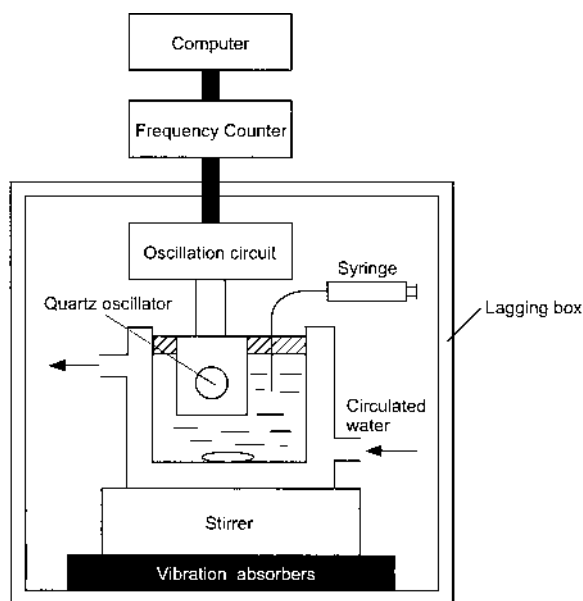 Computer
Frequency Counter
Oscillation circuit
Syringe
Quartz oscillator
Lagging box
Circulated
water
Stirrer
Vibration absorbers